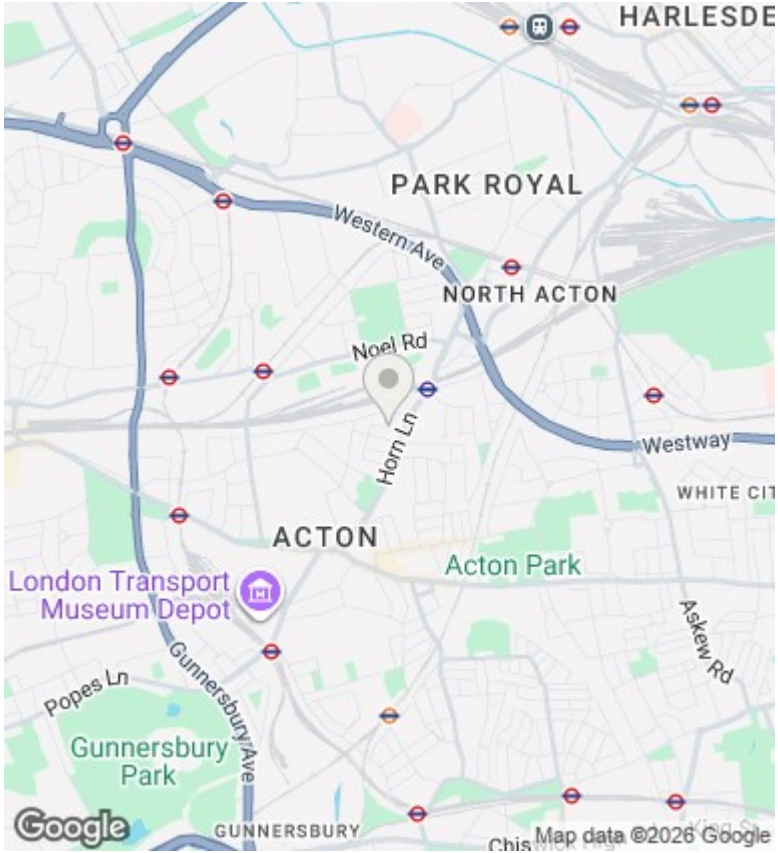 HARLESDE
PARK ROYAL
Western Ave
NORTH ACTON
Noel Rd
Horn Ln
Westway
WHITE CIT
ACTON
Acton Park
London Transport
Museum Depot
Askew Rd
Popes Ln
Gunnersbury Ave
Gunnersbury
Park
Google
GUNNERSBURY
Chis
Map data ©2026 Google